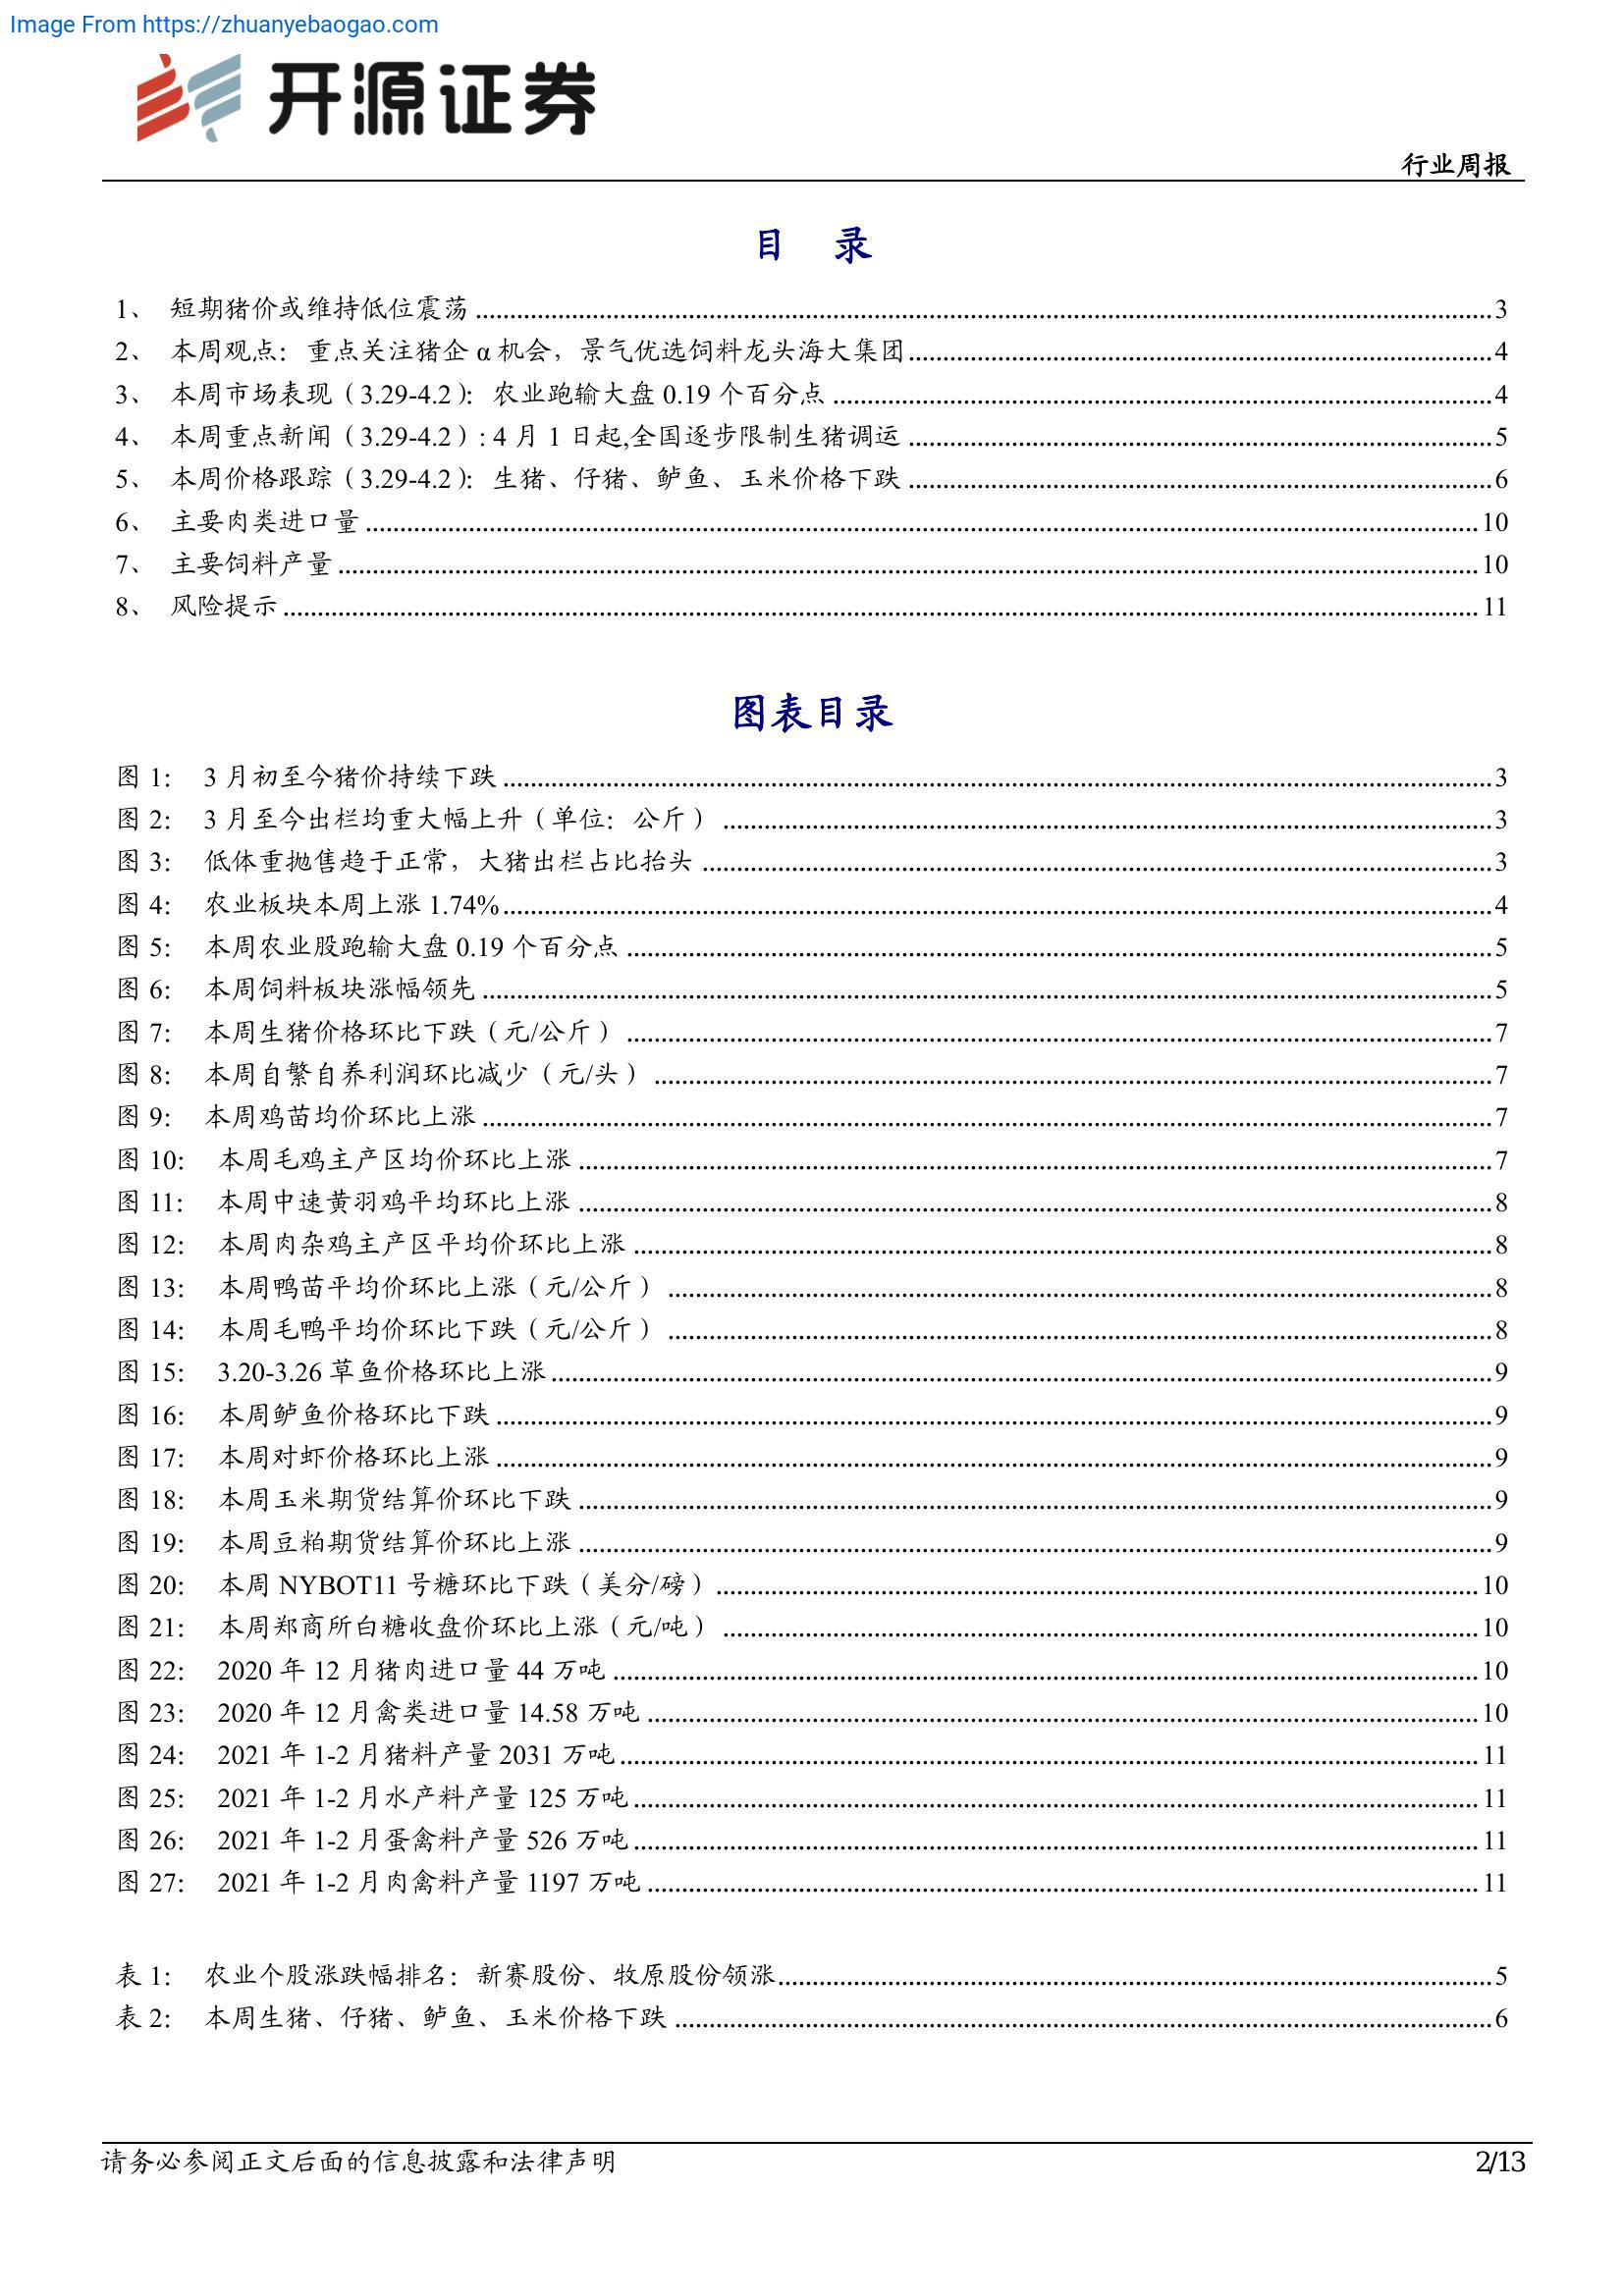 Image From https://zhuanyebaogao.com
开源证券
行业周报
目 录
1、 短期猪价或维持低位震荡 3
2、 本周观点：重点关注猪企 α 机会，景气优选饲料龙头海大集团 4
3、 本周市场表现（3.29-4.2）：农业跑输大盘 0.19 个百分点 4
4、 本周重点新闻（3.29-4.2）: 4 月 1 日起,全国逐步限制生猪调运 5
5、 本周价格跟踪（3.29-4.2）：生猪、仔猪、鲈鱼、玉米价格下跌 6
6、 主要肉类进口量 10
7、 主要饲料产量 10
8、 风险提示 11
图表目录
图 1： 3 月初至今猪价持续下跌 3
图 2： 3 月至今出栏均重大幅上升（单位：公斤） 3
图 3： 低体重抛售趋于正常，大猪出栏占比抬头 3
图 4： 农业板块本周上涨 1.74% 4
图 5： 本周农业股跑输大盘 0.19 个百分点 5
图 6： 本周饲料板块涨幅领先 5
图 7： 本周生猪价格环比下跌（元/公斤） 7
图 8： 本周自繁自养利润环比减少（元/头） 7
图 9： 本周鸡苗均价环比上涨 7
图 10： 本周毛鸡主产区均价环比上涨 7
图 11： 本周中速黄羽鸡平均环比上涨 8
图 12： 本周肉杂鸡主产区平均价环比上涨 8
图 13： 本周鸭苗平均价环比上涨（元/公斤） 8
图 14： 本周毛鸭平均价环比下跌（元/公斤） 8
图 15： 3.20-3.26 草鱼价格环比上涨 9
图 16： 本周鲈鱼价格环比下跌 9
图 17： 本周对虾价格环比上涨 9
图 18： 本周玉米期货结算价环比下跌 9
图 19： 本周豆粕期货结算价环比上涨 9
图 20： 本周 NYBOT11 号糖环比下跌（美分/磅） 10
图 21： 本周郑商所白糖收盘价环比上涨（元/吨） 10
图 22： 2020 年 12 月猪肉进口量 44 万吨 10
图 23： 2020 年 12 月禽类进口量 14.58 万吨 10
图 24： 2021 年 1-2 月猪料产量 2031 万吨 11
图 25： 2021 年 1-2 月水产料产量 125 万吨 11
图 26： 2021 年 1-2 月蛋禽料产量 526 万吨 11
图 27： 2021 年 1-2 月肉禽料产量 1197 万吨 11
表 1： 农业个股涨跌幅排名：新赛股份、牧原股份领涨 5
表 2： 本周生猪、仔猪、鲈鱼、玉米价格下跌 6
请务必参阅正文后面的信息披露和法律声明 2/13